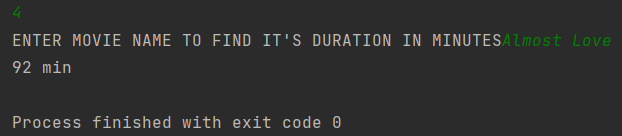 4
ENTER MOVIE NAME TO FIND IT'S DURATION IN MINUTESAlmost Love
92 min
Process finished with exit code 0